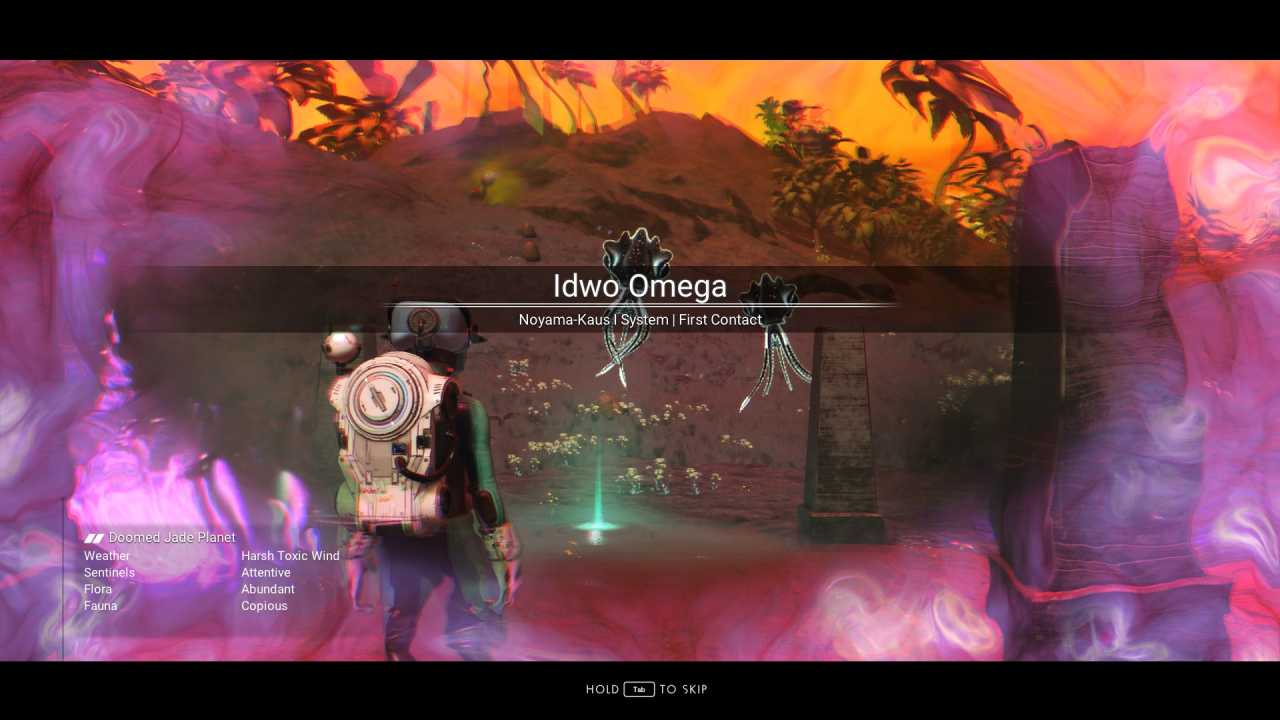 Idwo Omega
Noyama-Kaus I System | First Contact
Doomed Jade Planet
Weather Harsh Toxic Wind
Sentinels Attentive
Flora Abundant
Fauna Copious
HOLD Tab TO SKIP